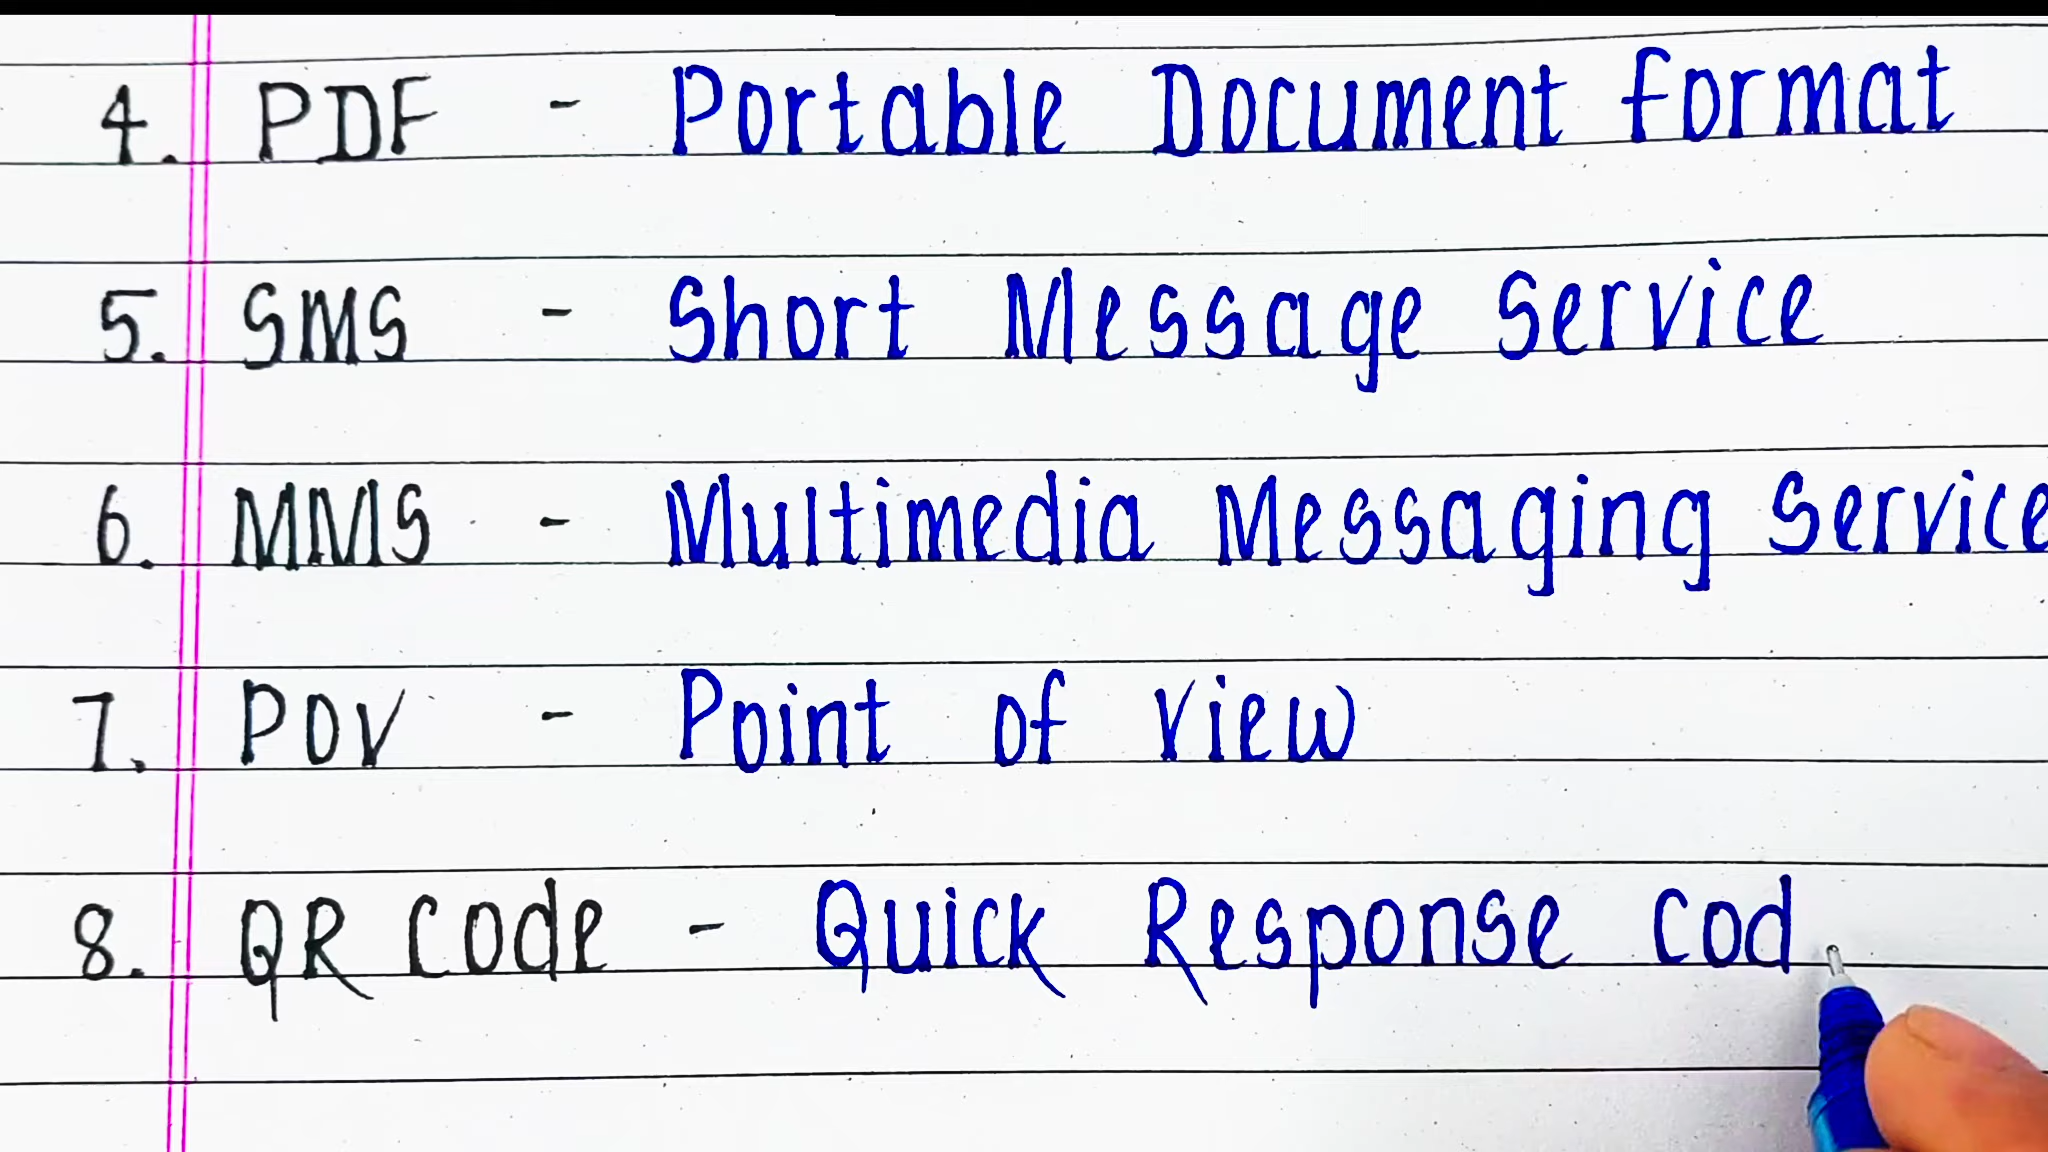 4. PDF - Portable Document format
5. SMS - Short Message Service
6. MMS - Multimedia Messaging Service
7. POV - Point of View
8. QR Code - Quick Response Cod